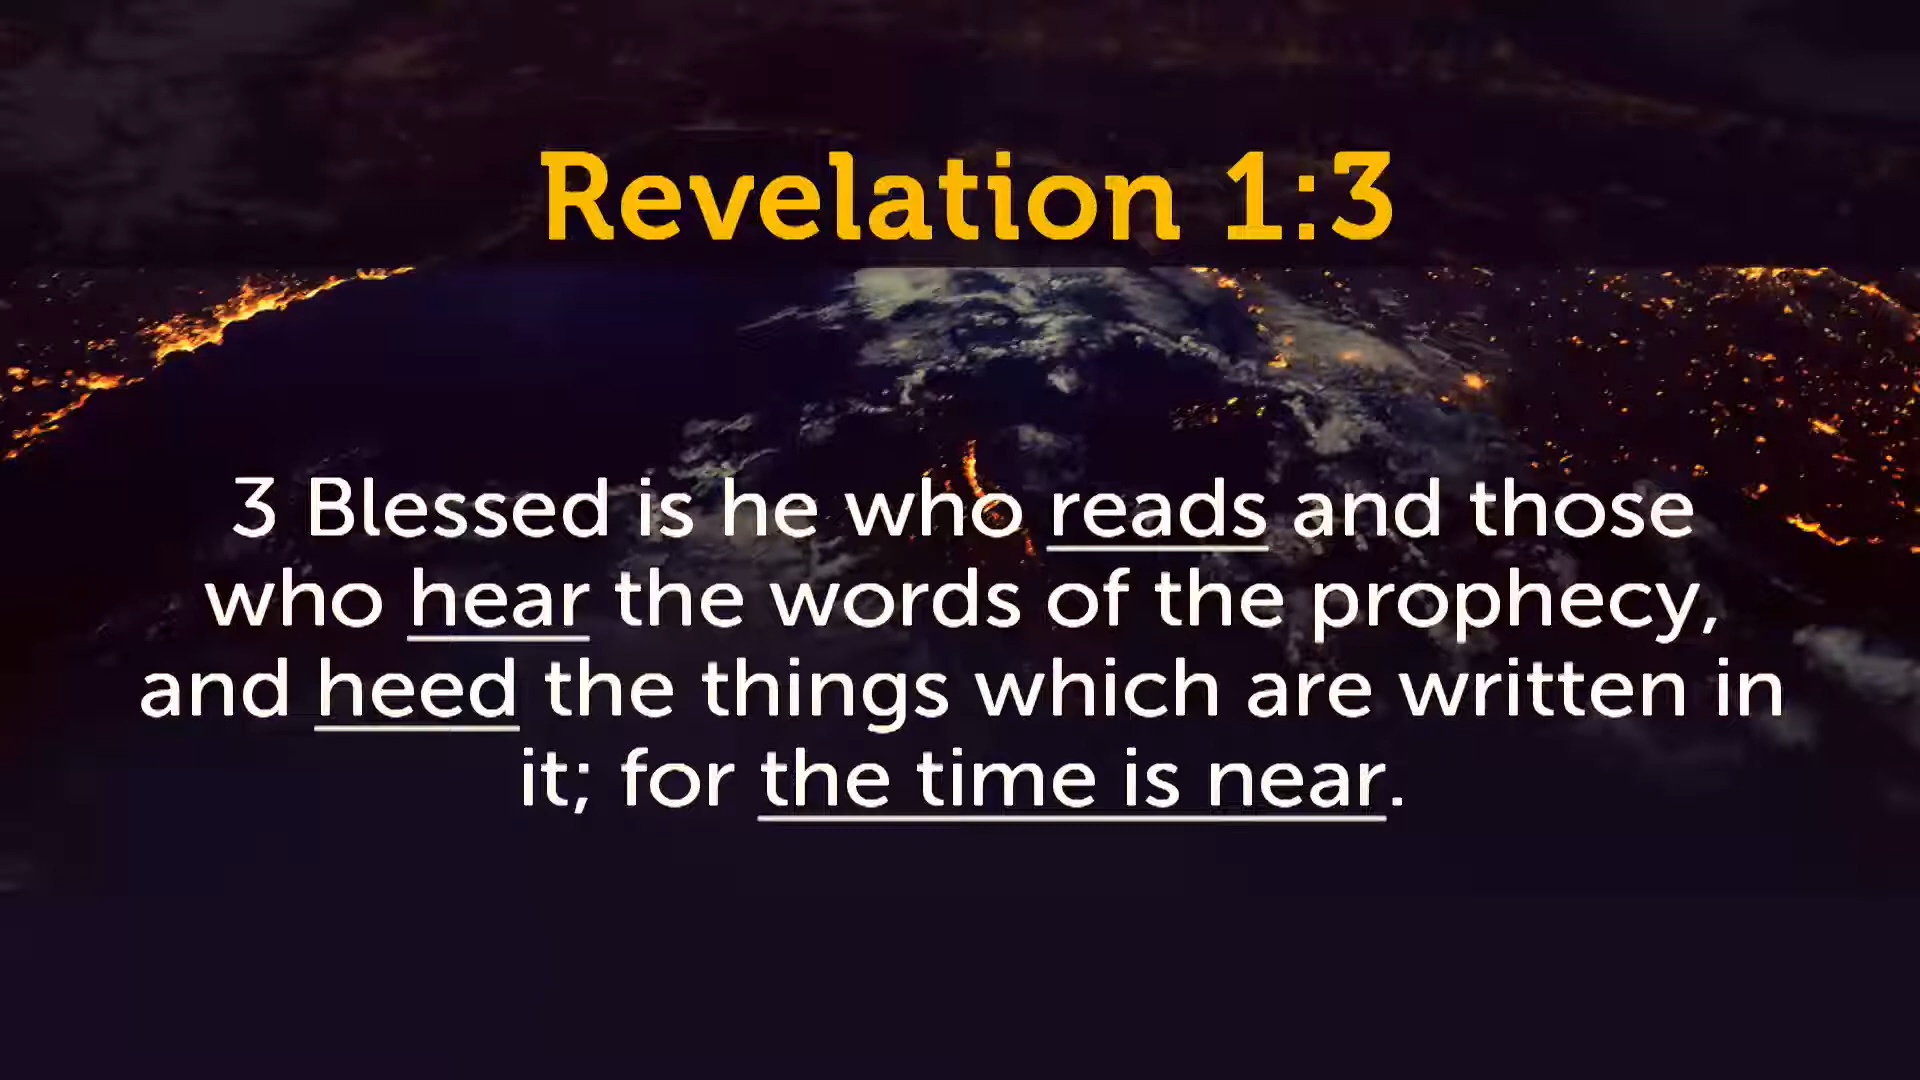 Revelation 1:3
3 Blessed is he who reads and those
who hear the words of the prophecy,
and heed the things which are written in
it; for the time is near.